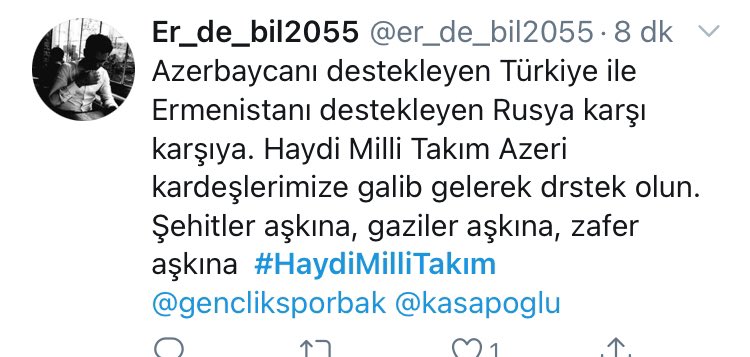 Er_de_bil2055 @er_de_bil2055 · 8 dk
Azerbaycanı destekleyen Türkiye ile
Ermenistanı destekleyen Rusya karşı
karşıya. Haydi Milli Takım Azeri
kardeşlerimize galib gelerek drstek olun.
Şehitler aşkına, gaziler aşkına, zafer
aşkına #HaydiMilliTakım
@gencliksporbak @kasapoglu
1